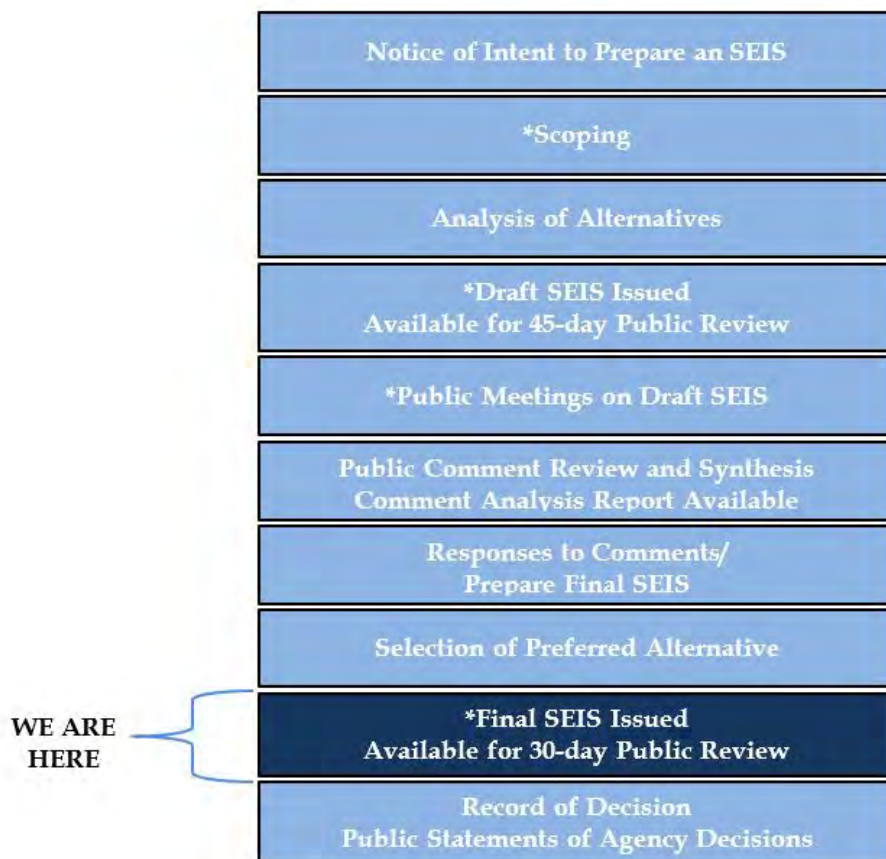 Notice of Intent to Prepare an SEIS
*Scoping
Analysis of Alternatives
*Draft SEIS Issued
Available for 45-day Public Review
*Public Meetings on Draft SEIS
Public Comment Review and Synthesis
Comment Analysis Report Available
Responses to Comments/
Prepare Final SEIS
Selection of Preferred Alternative
WE ARE
HERE
*Final SEIS Issued
Available for 30-day Public Review
Record of Decision
Public Statements of Agency Decisions